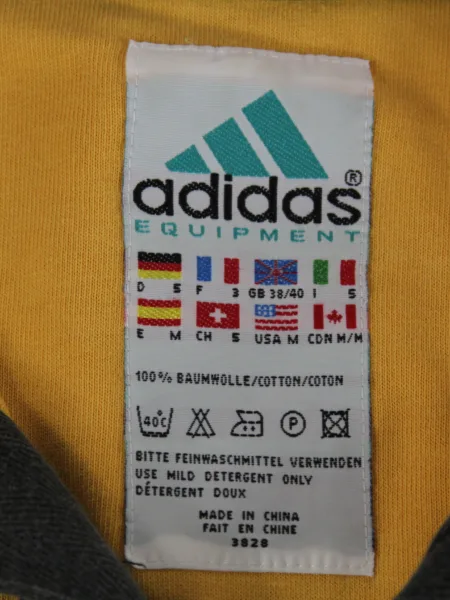 adidas®
EQUIPMENT
D 5 F 3 GB 38/40 I 5
E M CH 5 USA M CDN M/M
100% BAUMWOLLE/COTTON/COTON
40C P
BITTE FEINWASCHMITTEL VERWENDEN
USE MILD DETERGENT ONLY
DÉTERGENT DOUX
MADE IN CHINA
FAIT EN CHINE
3828